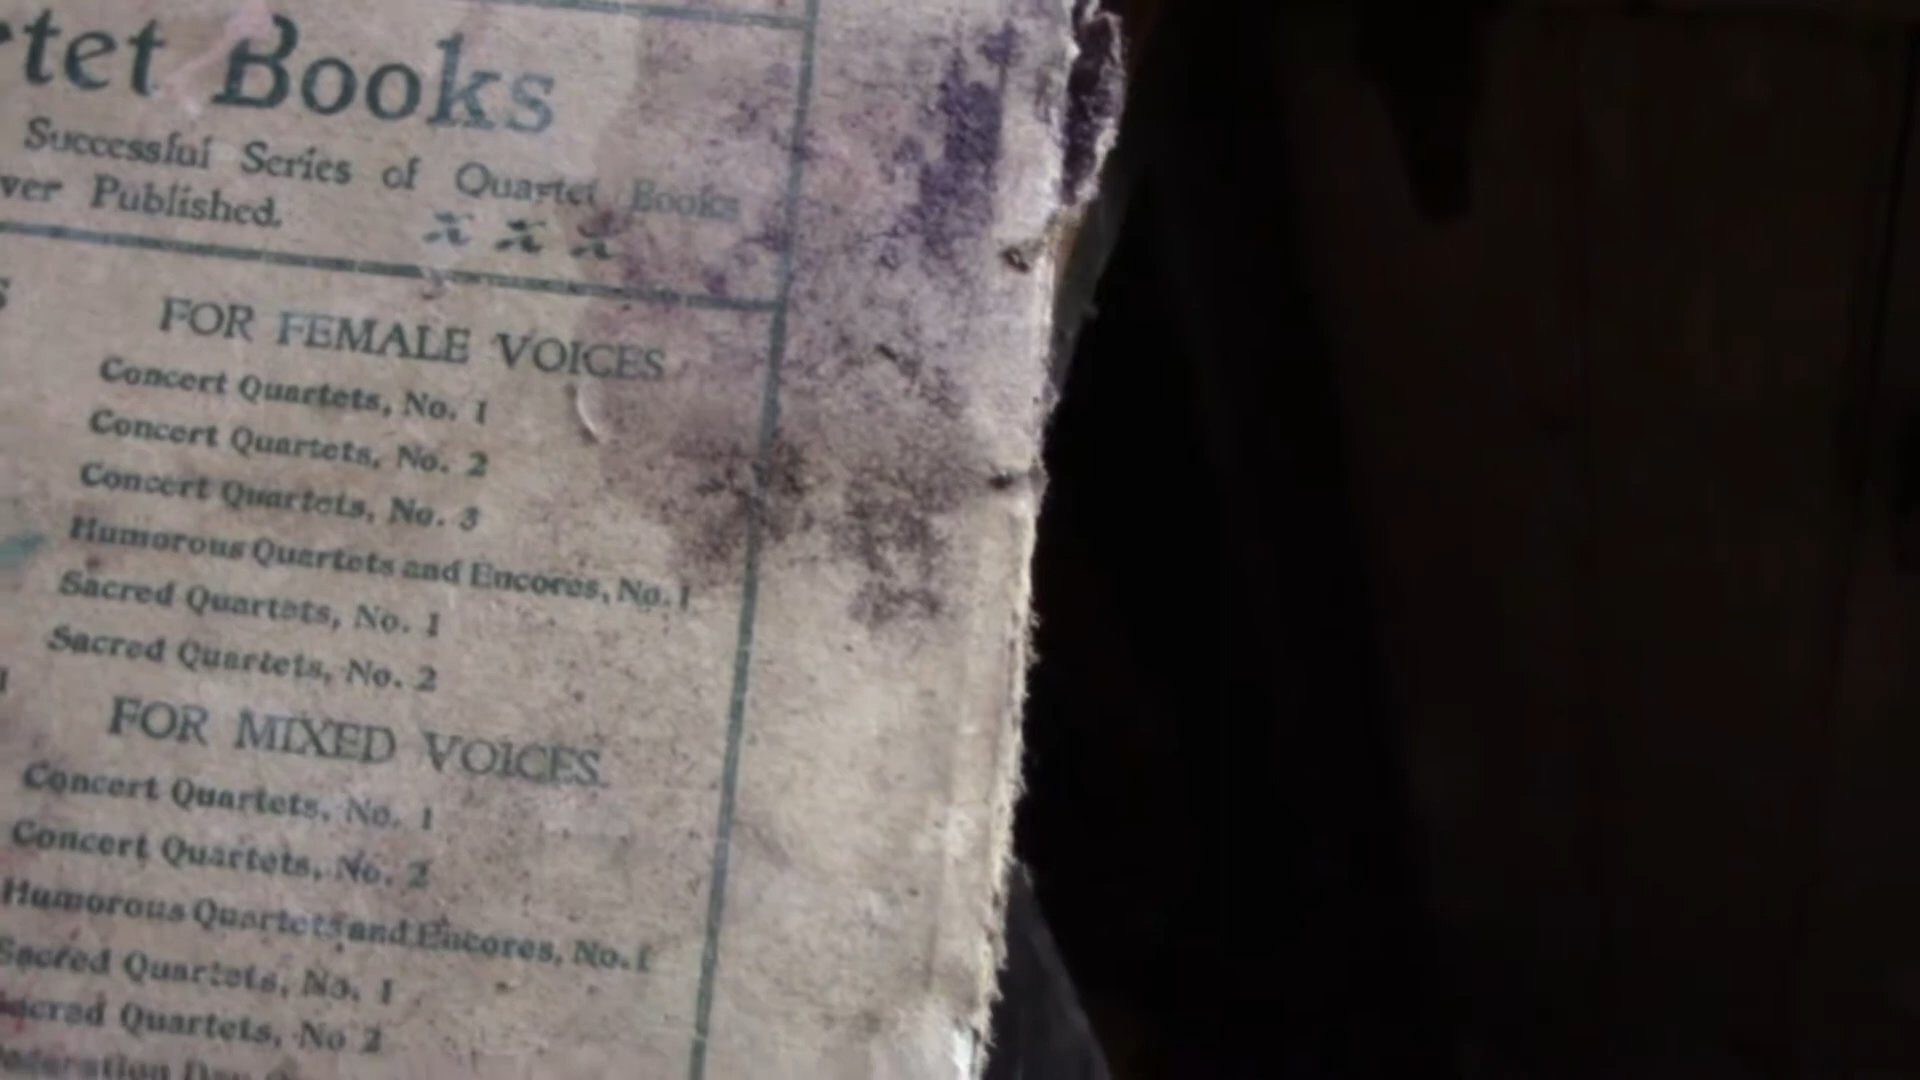 tet Books
Successful Series of Quartet Books
ver Published.
FOR FEMALE VOICES
Concert Quartets, No. 1
Concert Quartets, No. 2
Concert Quartets, No. 3
Humorous Quartets and Encores, No. 1
Sacred Quartets, No. 1
Sacred Quartets, No. 2
FOR MIXED VOICES.
Concert Quartets, No. 1
Concert Quartets, No. 2
Humorous Quartets and Encores, No. 1
Sacred Quartets, No. 1
Sacred Quartets, No 2